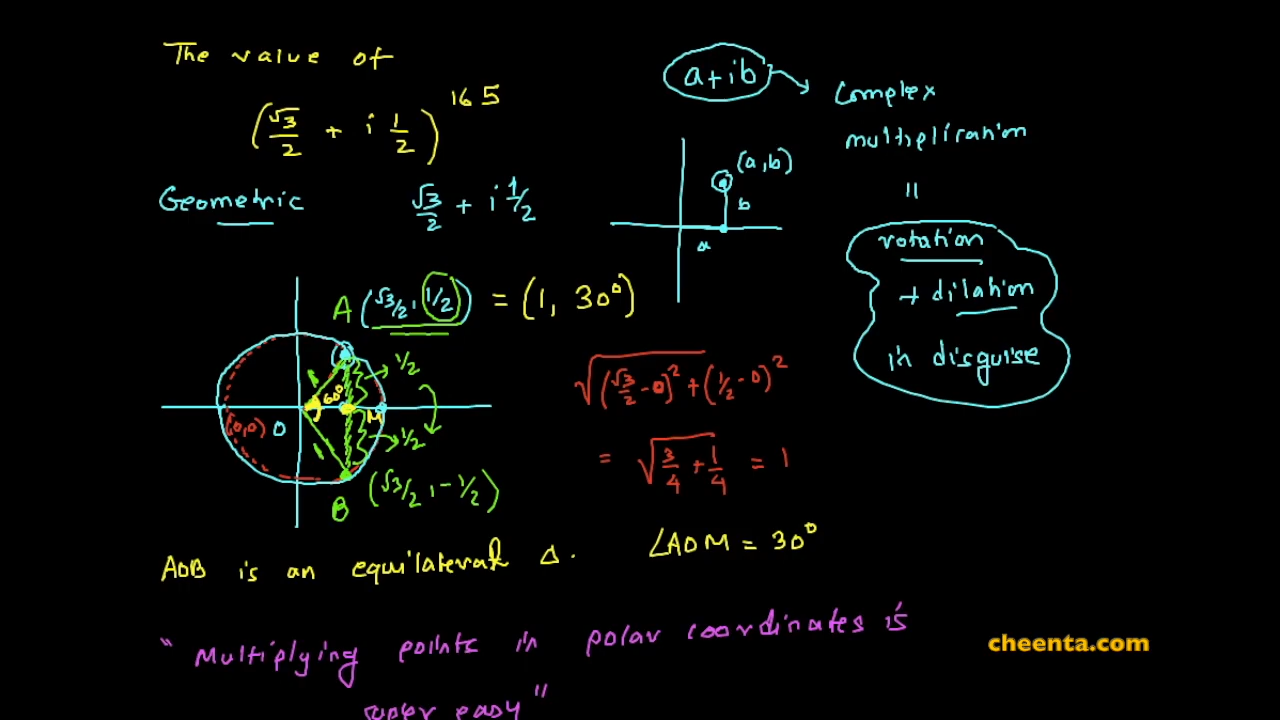 The value of
(√3/2 + i 1/2)^165
Geometric
√3/2 + i 1/2
a+ib
Complex
multiplication
=
rotation
+ dilation
in disguise
(a,b)
b
a
A (√3/2, 1/2) = (1, 30°)
1/2
60°
M
(0,0) O
1/2
1
1
B (√3/2, -1/2)
√((√3/2 - 0)² + (1/2 - 0)²
= √(3/4 + 1/4) = 1
AOB is an equilateral Δ.
∠AOM = 30°
"Multiplying points in polar coordinates is
super easy"
cheenta.com